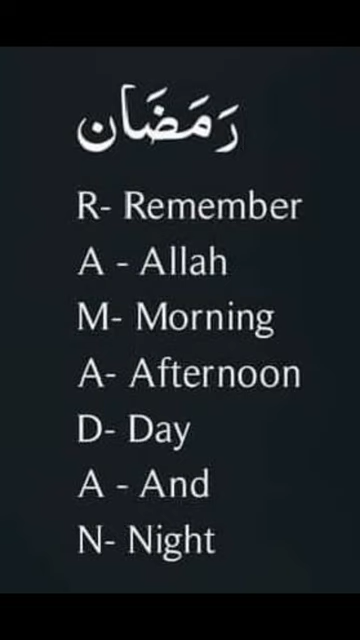 رَمَضَان
R- Remember
A - Allah
M- Morning
A- Afternoon
D- Day
A - And
N- Night